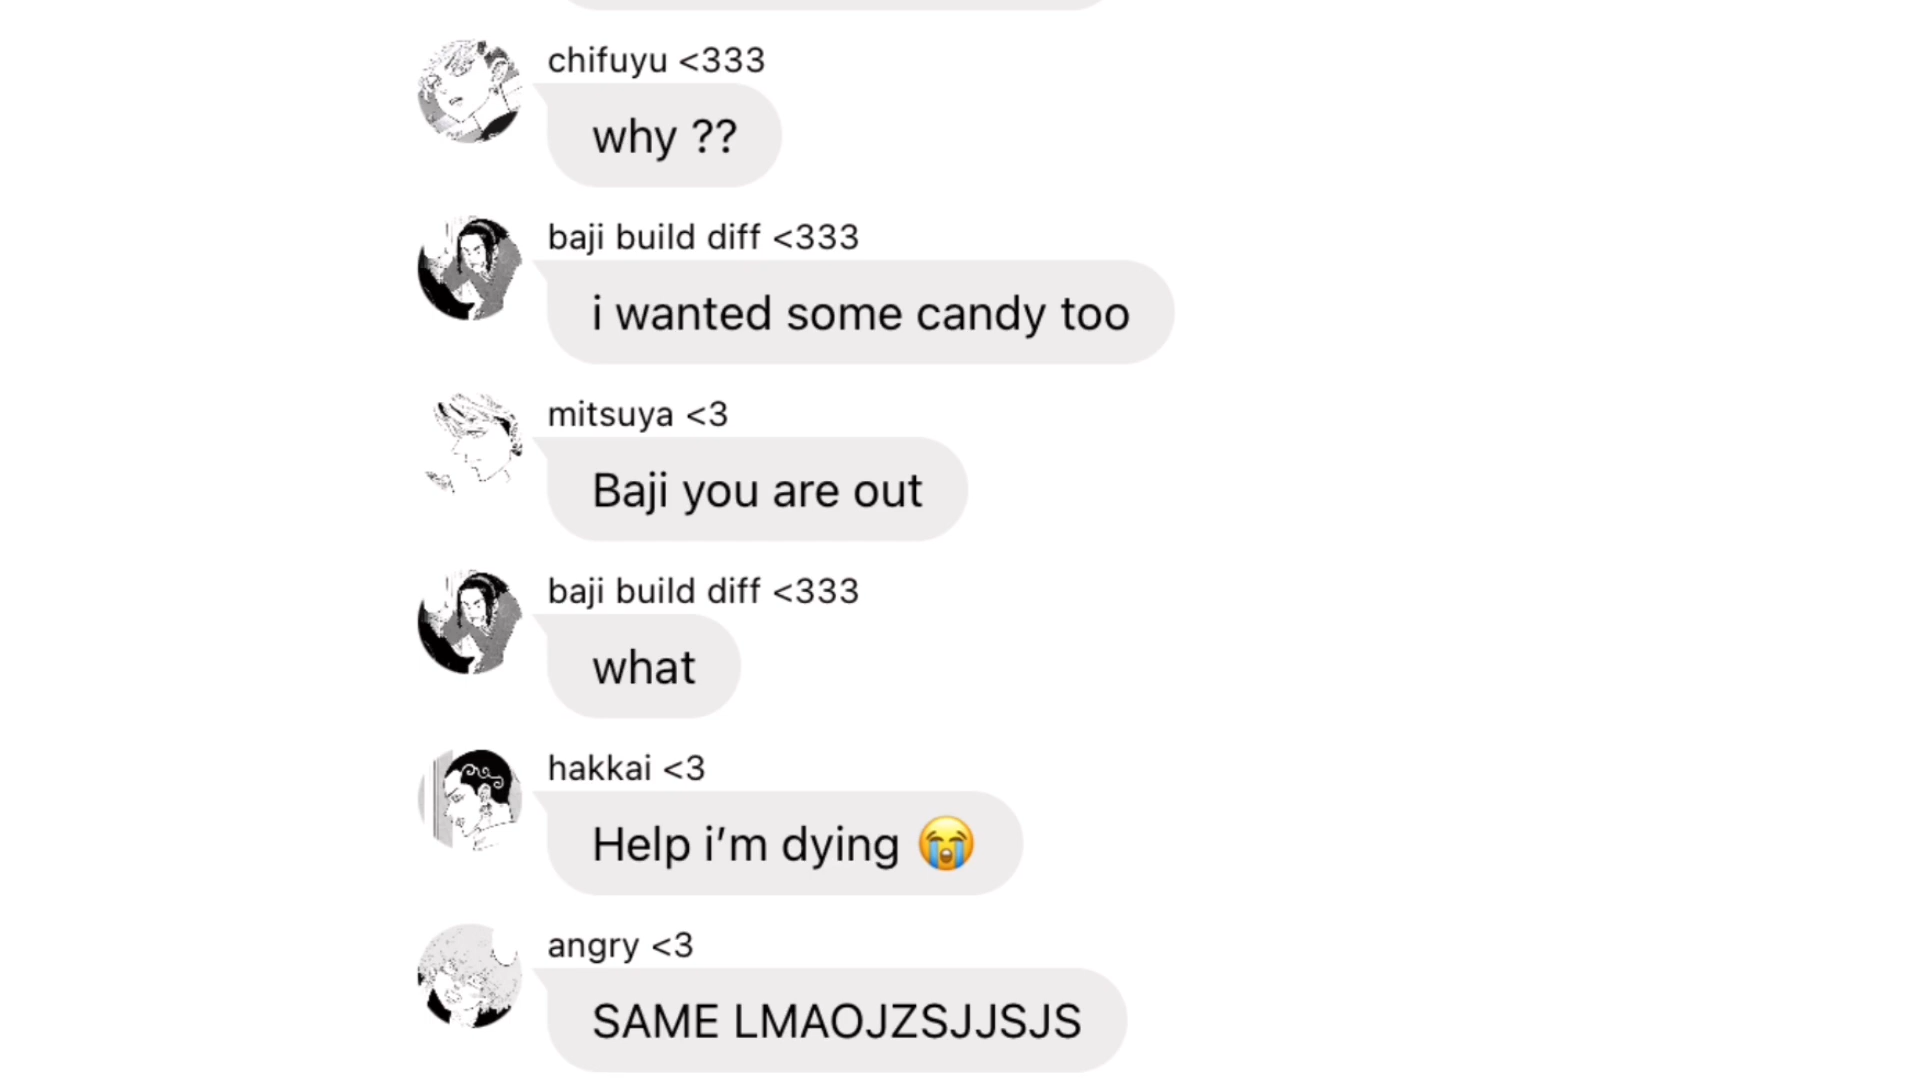 chifuyu <333
why ??
baji build diff <333
i wanted some candy too
mitsuya <3
Baji you are out
baji build diff <333
what
hakkai <3
Help i’m dying 😭
angry <3
SAME LMAOJZSJJSJS